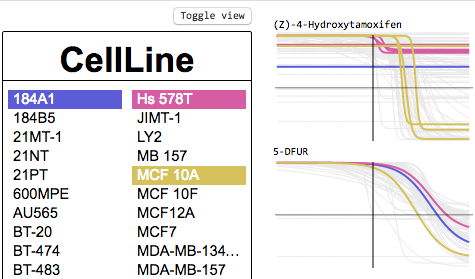 Toggle view
CellLine
184A1
184B5
21MT-1
21NT
21PT
600MPE
AU565
BT-20
BT-474
BT-483
Hs 578T
JIMT-1
LY2
MB 157
MCF 10A
MCF 10F
MCF12A
MCF7
MDA-MB-134…
MDA-MB-157
(Z)-4-Hydroxytamoxifen
5-DFUR